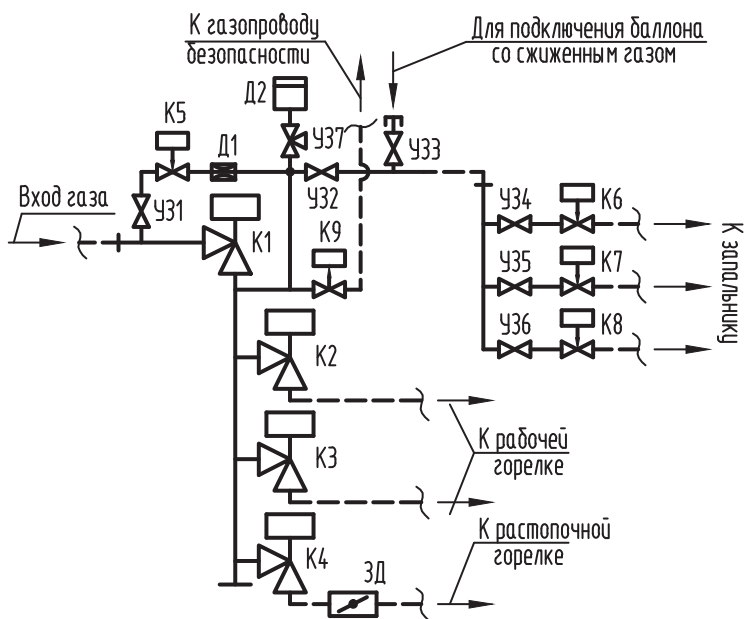 К газопроводу
безопасности
Для подключения баллона
со сжиженным газом
Д2
К5
Д1
УЗ7
УЗ3
Вход газа
УЗ1
УЗ2
К1
К9
УЗ4
К6
УЗ5
К7
УЗ6
К8
К запальнику
К2
К3
К рабочей
горелке
К4
ЗД
К растопочной
горелке